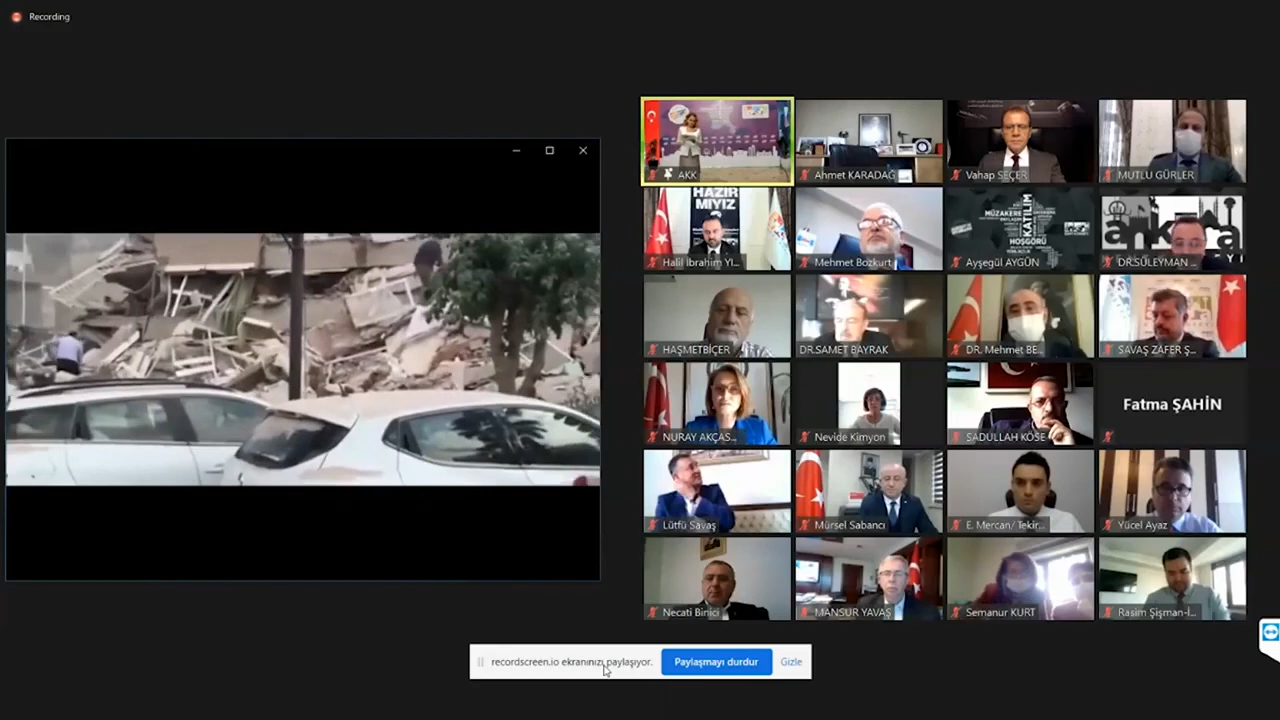 Recording
AKK
Ahmet KARADAĞ
Vahap SEÇER
MUTLU GÜRLER
HAZIR
MIYIZ
Halil İbrahim YI...
Mehmet Bozkurt
MÜZAKERE
KATILIM
HOŞGÖRÜ
Ayşegül AYGÜN
ankara
DR.SÜLEYMAN ...
HAŞMETBİÇER
DR.SAMET BAYRAK
DR. Mehmet BE...
SAVAŞ ZAFER Ş...
NURAY AKÇAS...
Nevide Kimyon
SADULLAH KÖSE
Fatma ŞAHİN
Lütfü Savaş
Mürsel Sabancı
E. Mercan/ Tekir...
Yücel Ayaz
Necati Binici
MANSUR YAVAŞ
Semanur KURT
Rasim Şişman-İ...
recordscreen.io ekranınızı paylaşıyor.
Paylaşmayı durdur
Gizle